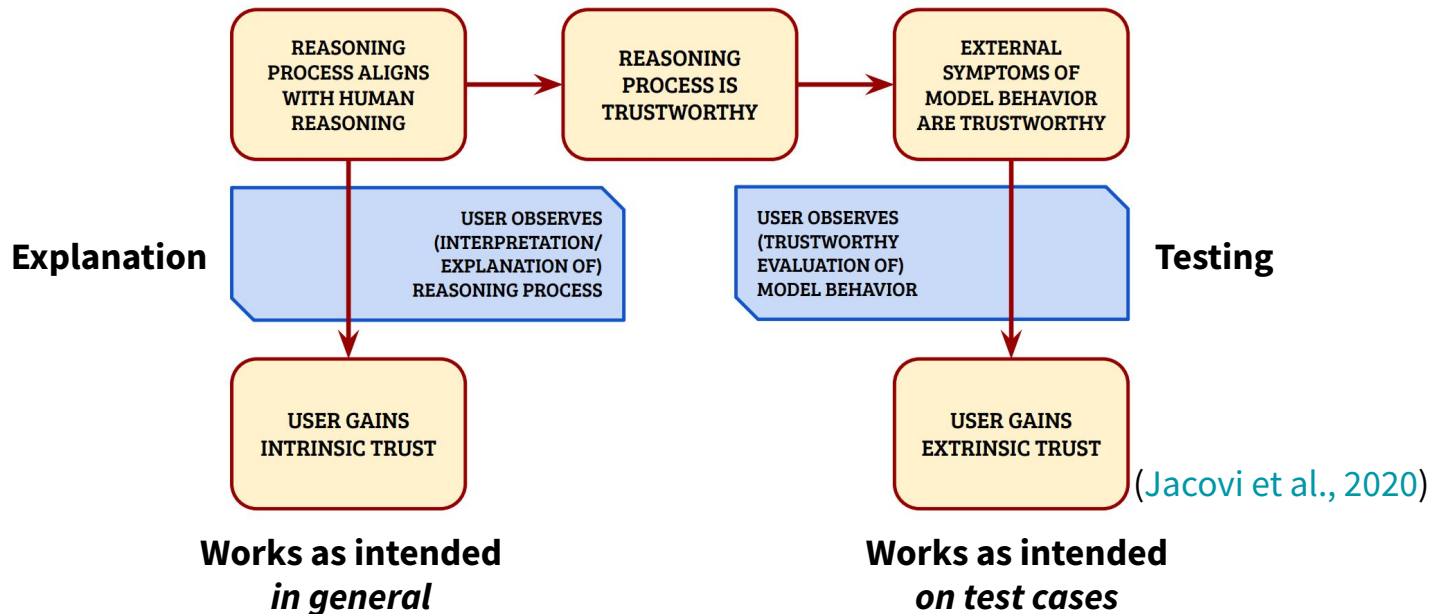 REASONING
PROCESS ALIGNS
WITH HUMAN
REASONING
REASONING
PROCESS IS
TRUSTWORTHY
EXTERNAL
SYMPTOMS OF
MODEL BEHAVIOR
ARE TRUSTWORTHY
Explanation
USER OBSERVES
(INTERPRETATION/
EXPLANATION OF)
REASONING PROCESS
USER OBSERVES
(TRUSTWORTHY
EVALUATION OF)
MODEL BEHAVIOR
Testing
USER GAINS
INTRINSIC TRUST
USER GAINS
EXTRINSIC TRUST
(Jacovi et al., 2020)
Works as intended
in general
Works as intended
on test cases